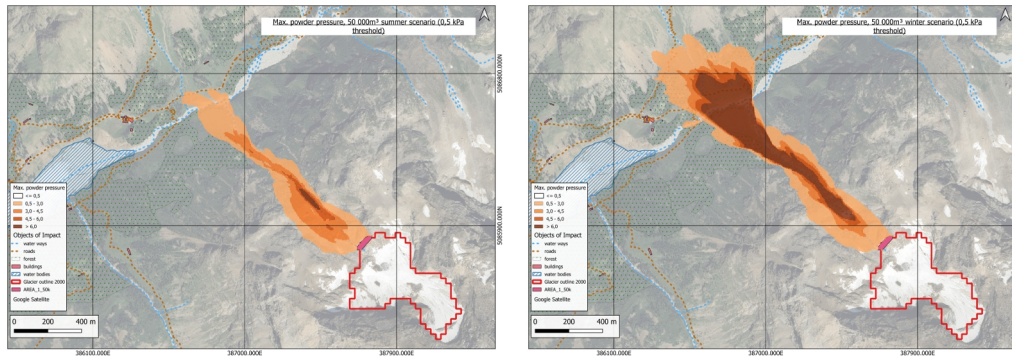 Max. powder pressure, 50 000m³ summer scenario (0,5 kPa
threshold)
5086800.000N
5085900.000N
Max. powder pressure
<= 0,5
0,5 - 3,0
3,0 - 4,5
4,5 - 6,0
> 6,0
Objects of Impact
water ways
roads
forest
buildings
water bodies
Glacier outline 2000
AREA_1_50k
Google Satellite
0 200 400 m
386100.000E 387000.000E 387900.000E
Max. powder pressure, 50 000m³ winter scenario (0,5 kPa
threshold)
Max. powder pressure
<= 0,5
0,5 - 3,0
3,0 - 4,5
4,5 - 6,0
> 6,0
Objects of Impact
water ways
roads
forest
buildings
water bodies
Glacier outline 2000
AREA_1_50k
Google Satellite
0 200 400 m
386100.000E 387000.000E 387900.000E